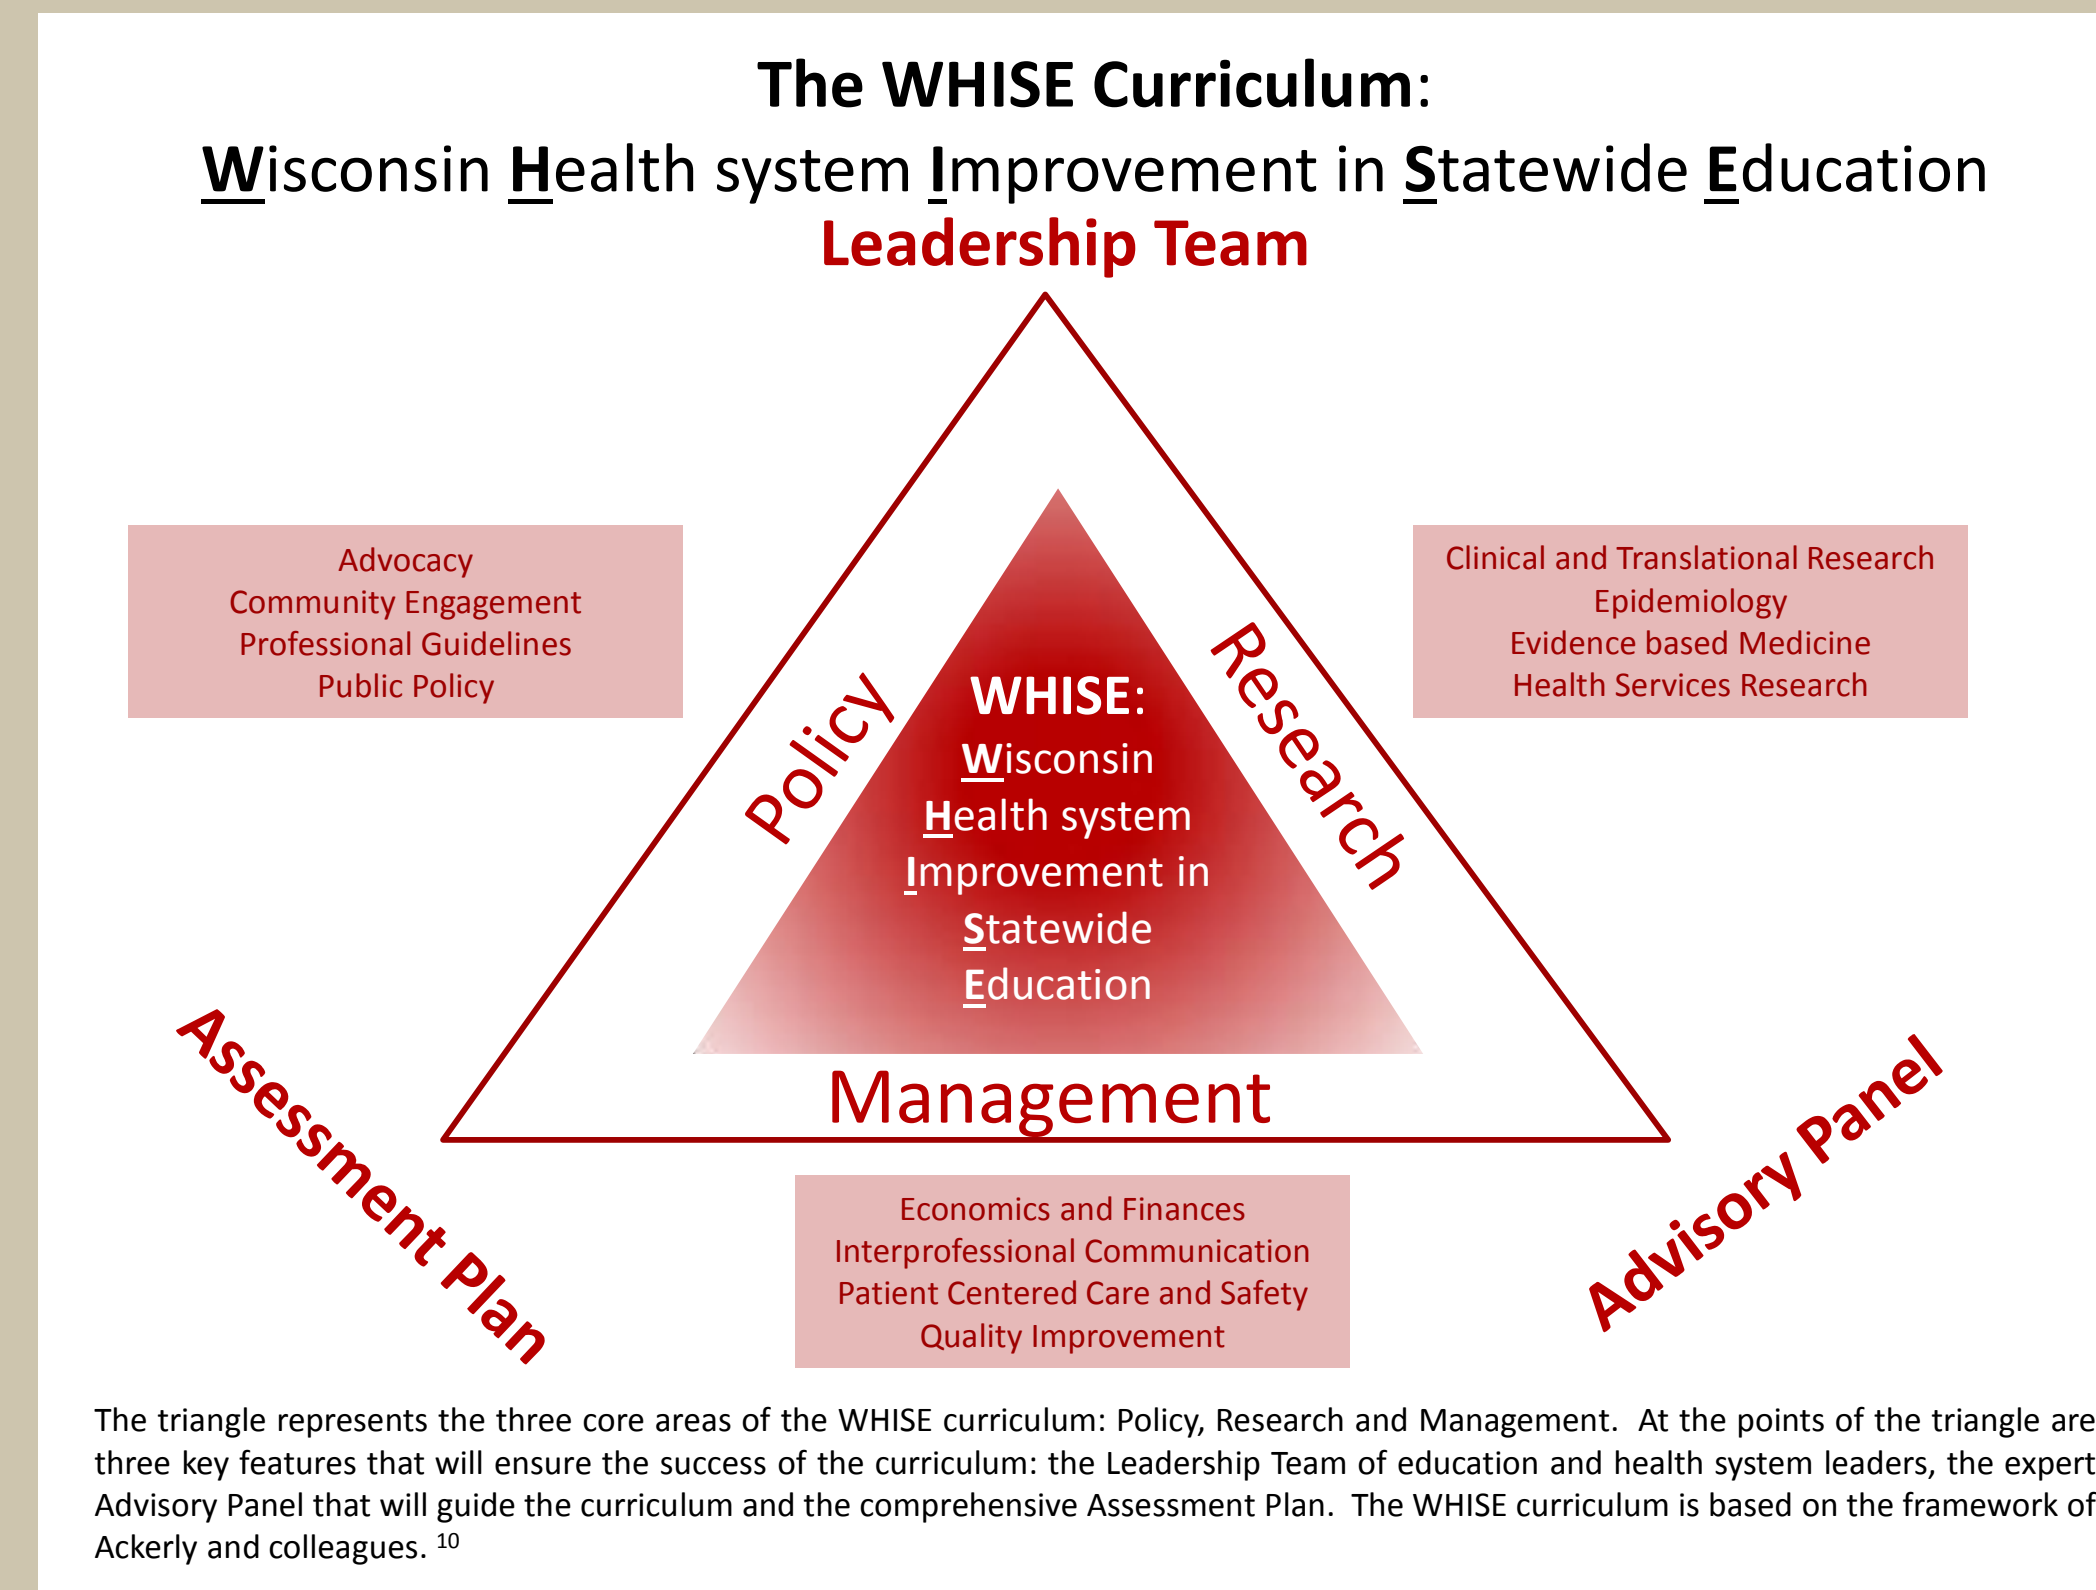 The WHISE Curriculum:
Wisconsin Health system Improvement in Statewide Education
Leadership Team
Advocacy
Community Engagement
Professional Guidelines
Public Policy
Clinical and Translational Research
Epidemiology
Evidence based Medicine
Health Services Research
Policy
Research
WHISE:
Wisconsin
Health system
Improvement in
Statewide
Education
Management
Assessment Plan
Advisory Panel
Economics and Finances
Interprofessional Communication
Patient Centered Care and Safety
Quality Improvement
The triangle represents the three core areas of the WHISE curriculum: Policy, Research and Management. At the points of the triangle are
three key features that will ensure the success of the curriculum: the Leadership Team of education and health system leaders, the expert
Advisory Panel that will guide the curriculum and the comprehensive Assessment Plan. The WHISE curriculum is based on the framework of
Ackerly and colleagues. 10